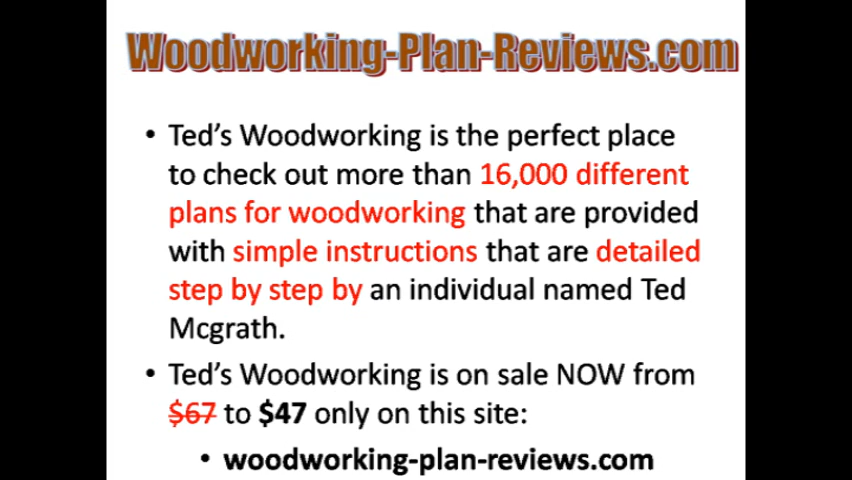 Woodworking-Plan-Reviews.com
• Ted's Woodworking is the perfect place
to check out more than 16,000 different
plans for woodworking that are provided
with simple instructions that are detailed
step by step by an individual named Ted
Mcgrath.
• Ted's Woodworking is on sale NOW from
$67 to $47 only on this site:
• woodworking-plan-reviews.com